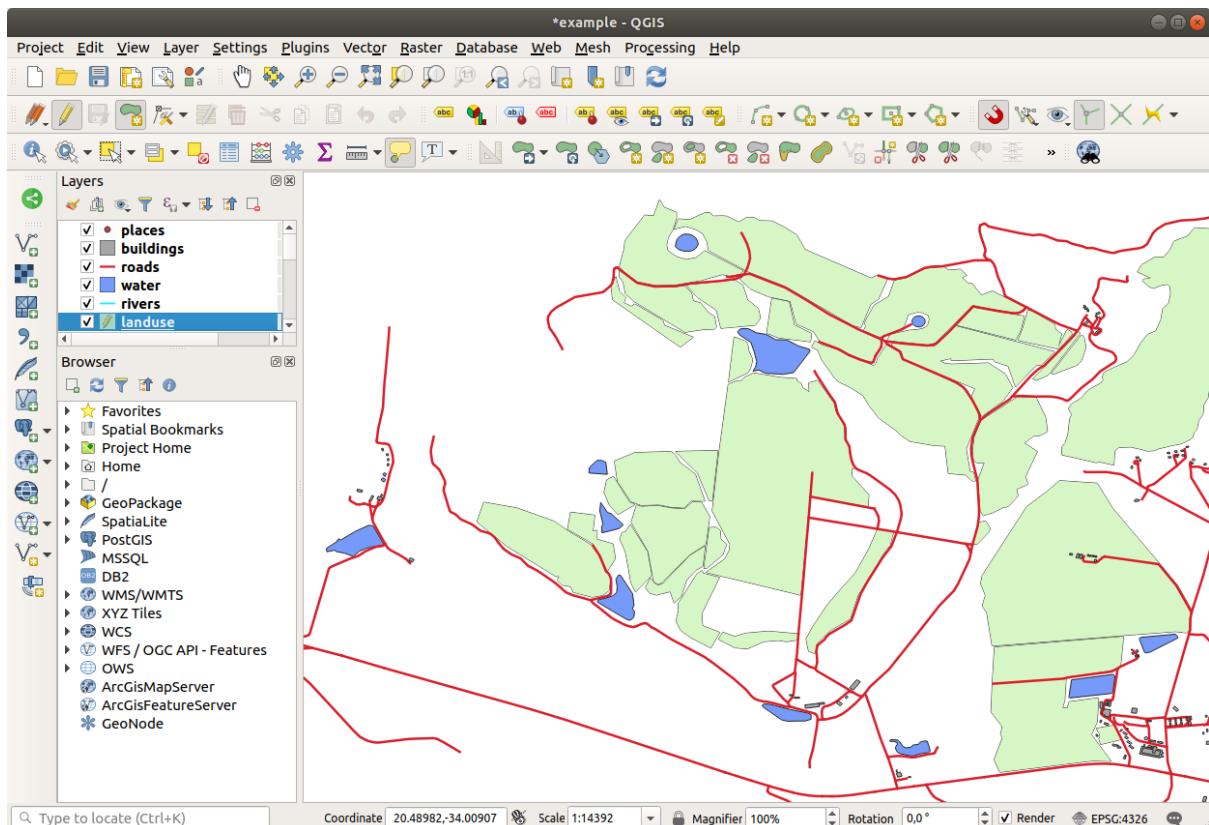 *example - QGIS
Project Edit View Layer Settings Plugins Vector Raster Database Web Mesh Processing Help
Layers
places
buildings
roads
water
rivers
landuse
Browser
Favorites
Spatial Bookmarks
Project Home
Home
/
GeoPackage
SpatiaLite
PostGIS
MSSQL
DB2
WMS/WMTS
XYZ Tiles
WCS
WFS / OGC API - Features
OWS
ArcGisMapServer
ArcGisFeatureServer
GeoNode
Type to locate (Ctrl+K) Coordinate 20.48982,-34.00907 Scale 1:14392 Magnifier 100% Rotation 0,0 ° Render EPSG:4326